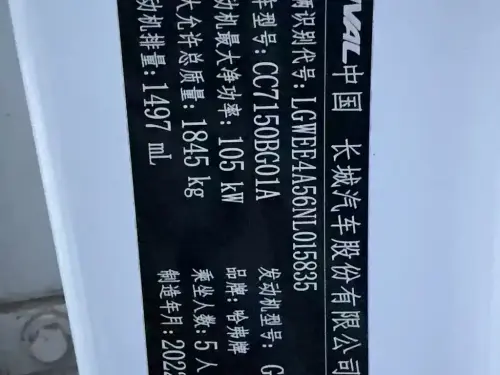 VAL 中国 长城汽车股份有限公司
辆识别代号: LGWEE4A56NL015835
车型号: CC7150BG01A 发动机型号: G
动机最大净功率: 105 kW 品牌: 哈弗牌
大允许总质量: 1845 kg 乘坐人数: 5 人
动机排量: 1497 mL 制造年月: 202